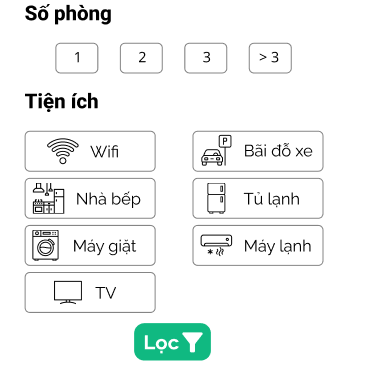 Số phòng
1 2 3 > 3
Tiện ích
Wifi P Bãi đỗ xe
Nhà bếp Tủ lạnh
Máy giặt Máy lạnh
TV
Lọc